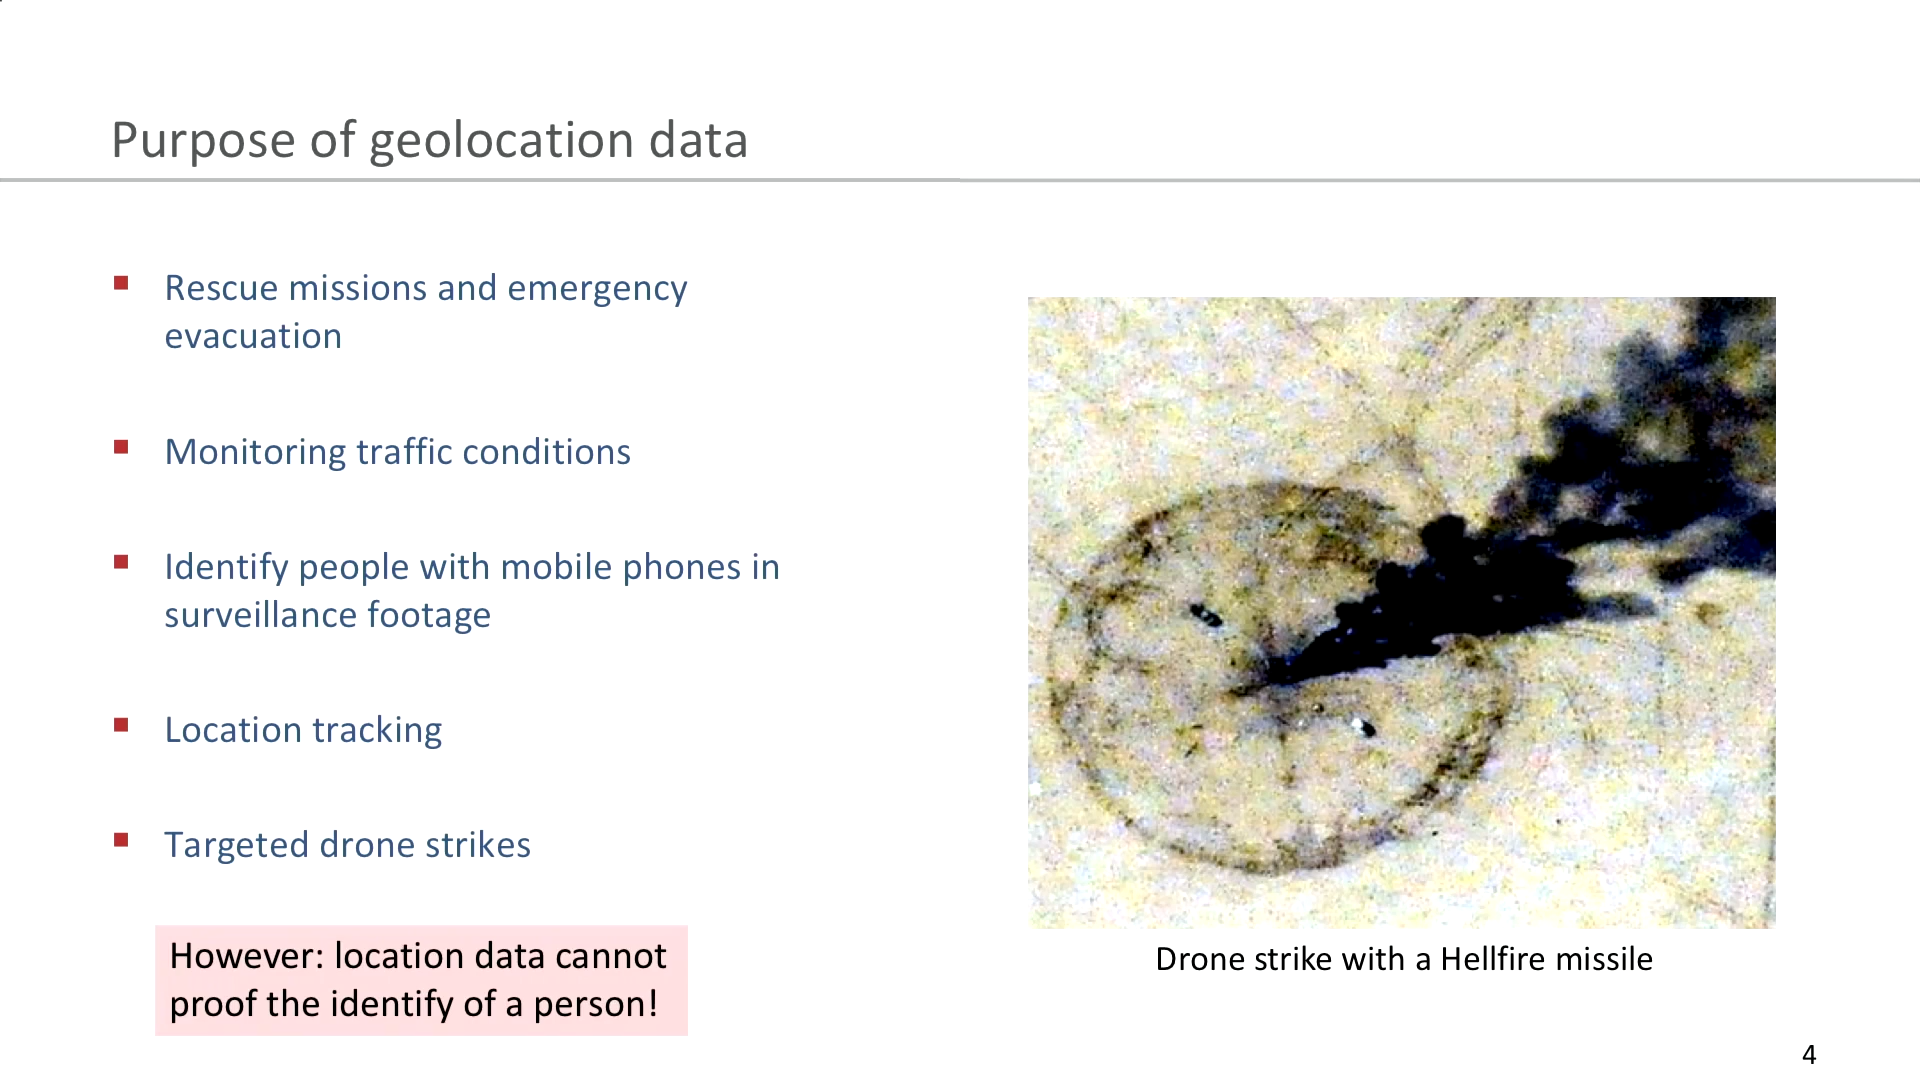 Purpose of geolocation data
Rescue missions and emergency
evacuation
Monitoring traffic conditions
Identify people with mobile phones in
surveillance footage
Location tracking
Targeted drone strikes
However: location data cannot
proof the identify of a person!
Drone strike with a Hellfire missile
4